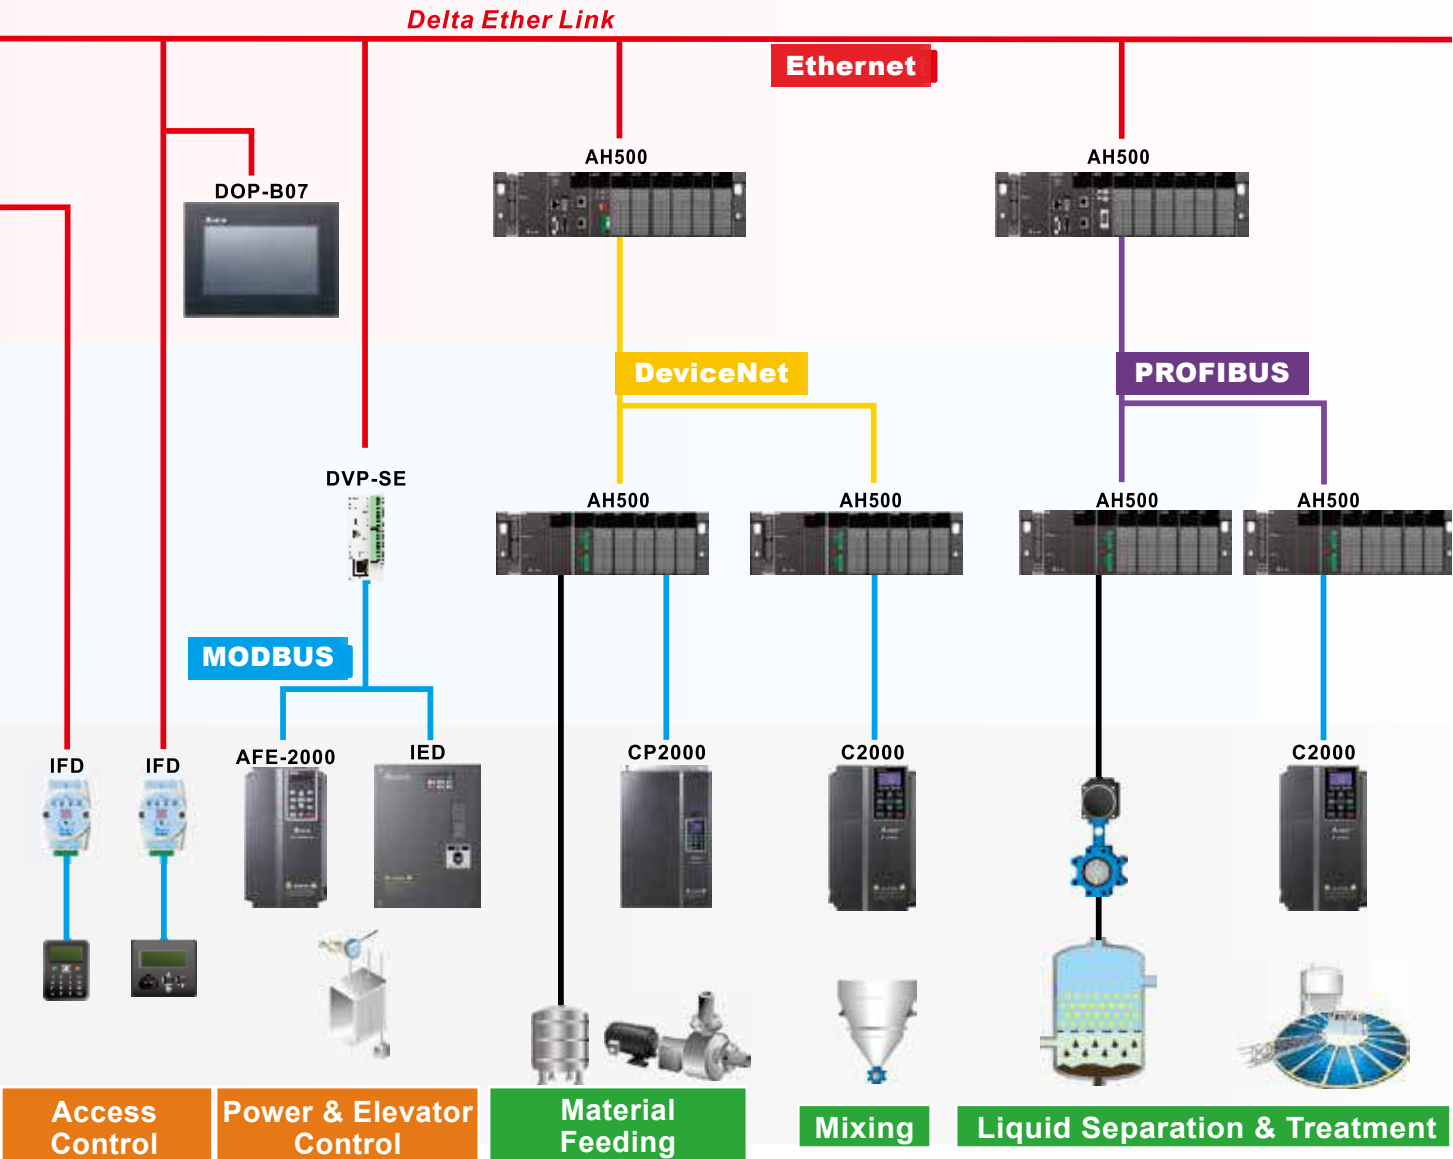 Delta Ether Link
Ethernet
AH500
AH500
DOP-B07
DeviceNet
PROFIBUS
DVP-SE
AH500
AH500
AH500
AH500
MODBUS
IFD
IFD
AFE-2000
IED
CP2000
C2000
C2000
Access
Control
Power & Elevator
Control
Material
Feeding
Mixing
Liquid Separation & Treatment